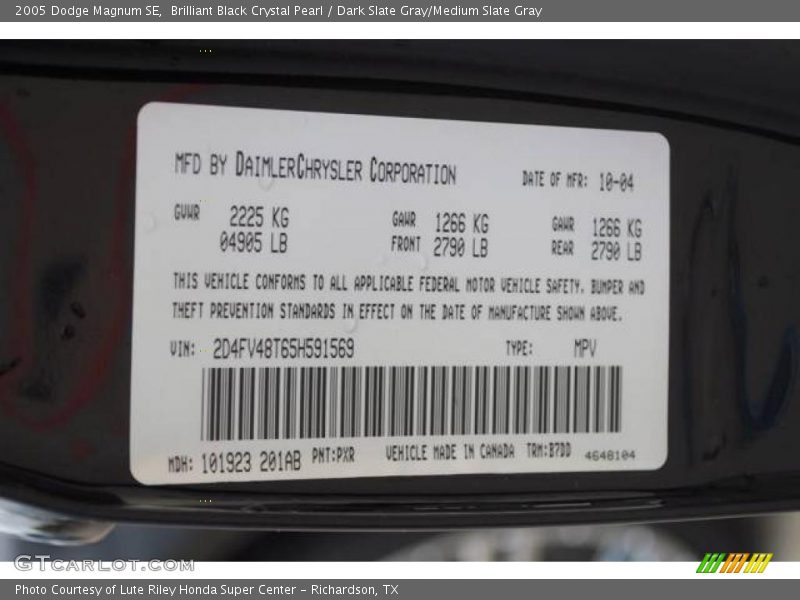 2005 Dodge Magnum SE,  Brilliant Black Crystal Pearl / Dark Slate Gray/Medium Slate Gray
MFD BY DAIMLERCHRYSLER CORPORATION DATE OF MFR: 10-04
GVWR 2225 KG GAWR 1266 KG GAWR 1266 KG
04905 LB FRONT 2790 LB REAR 2790 LB
THIS VEHICLE CONFORMS TO ALL APPLICABLE FEDERAL MOTOR VEHICLE SAFETY, BUMPER AND
THEFT PREVENTION STANDARDS IN EFFECT ON THE DATE OF MANUFACTURE SHOWN ABOVE.
VIN: 2D4FV48T65H591569 TYPE: MPV
MDH: 101923 201AB PNT:PXR VEHICLE MADE IN CANADA TRM:B7DD 4648104
GTCARLOT.COM
Photo Courtesy of Lute Riley Honda Super Center - Richardson, TX